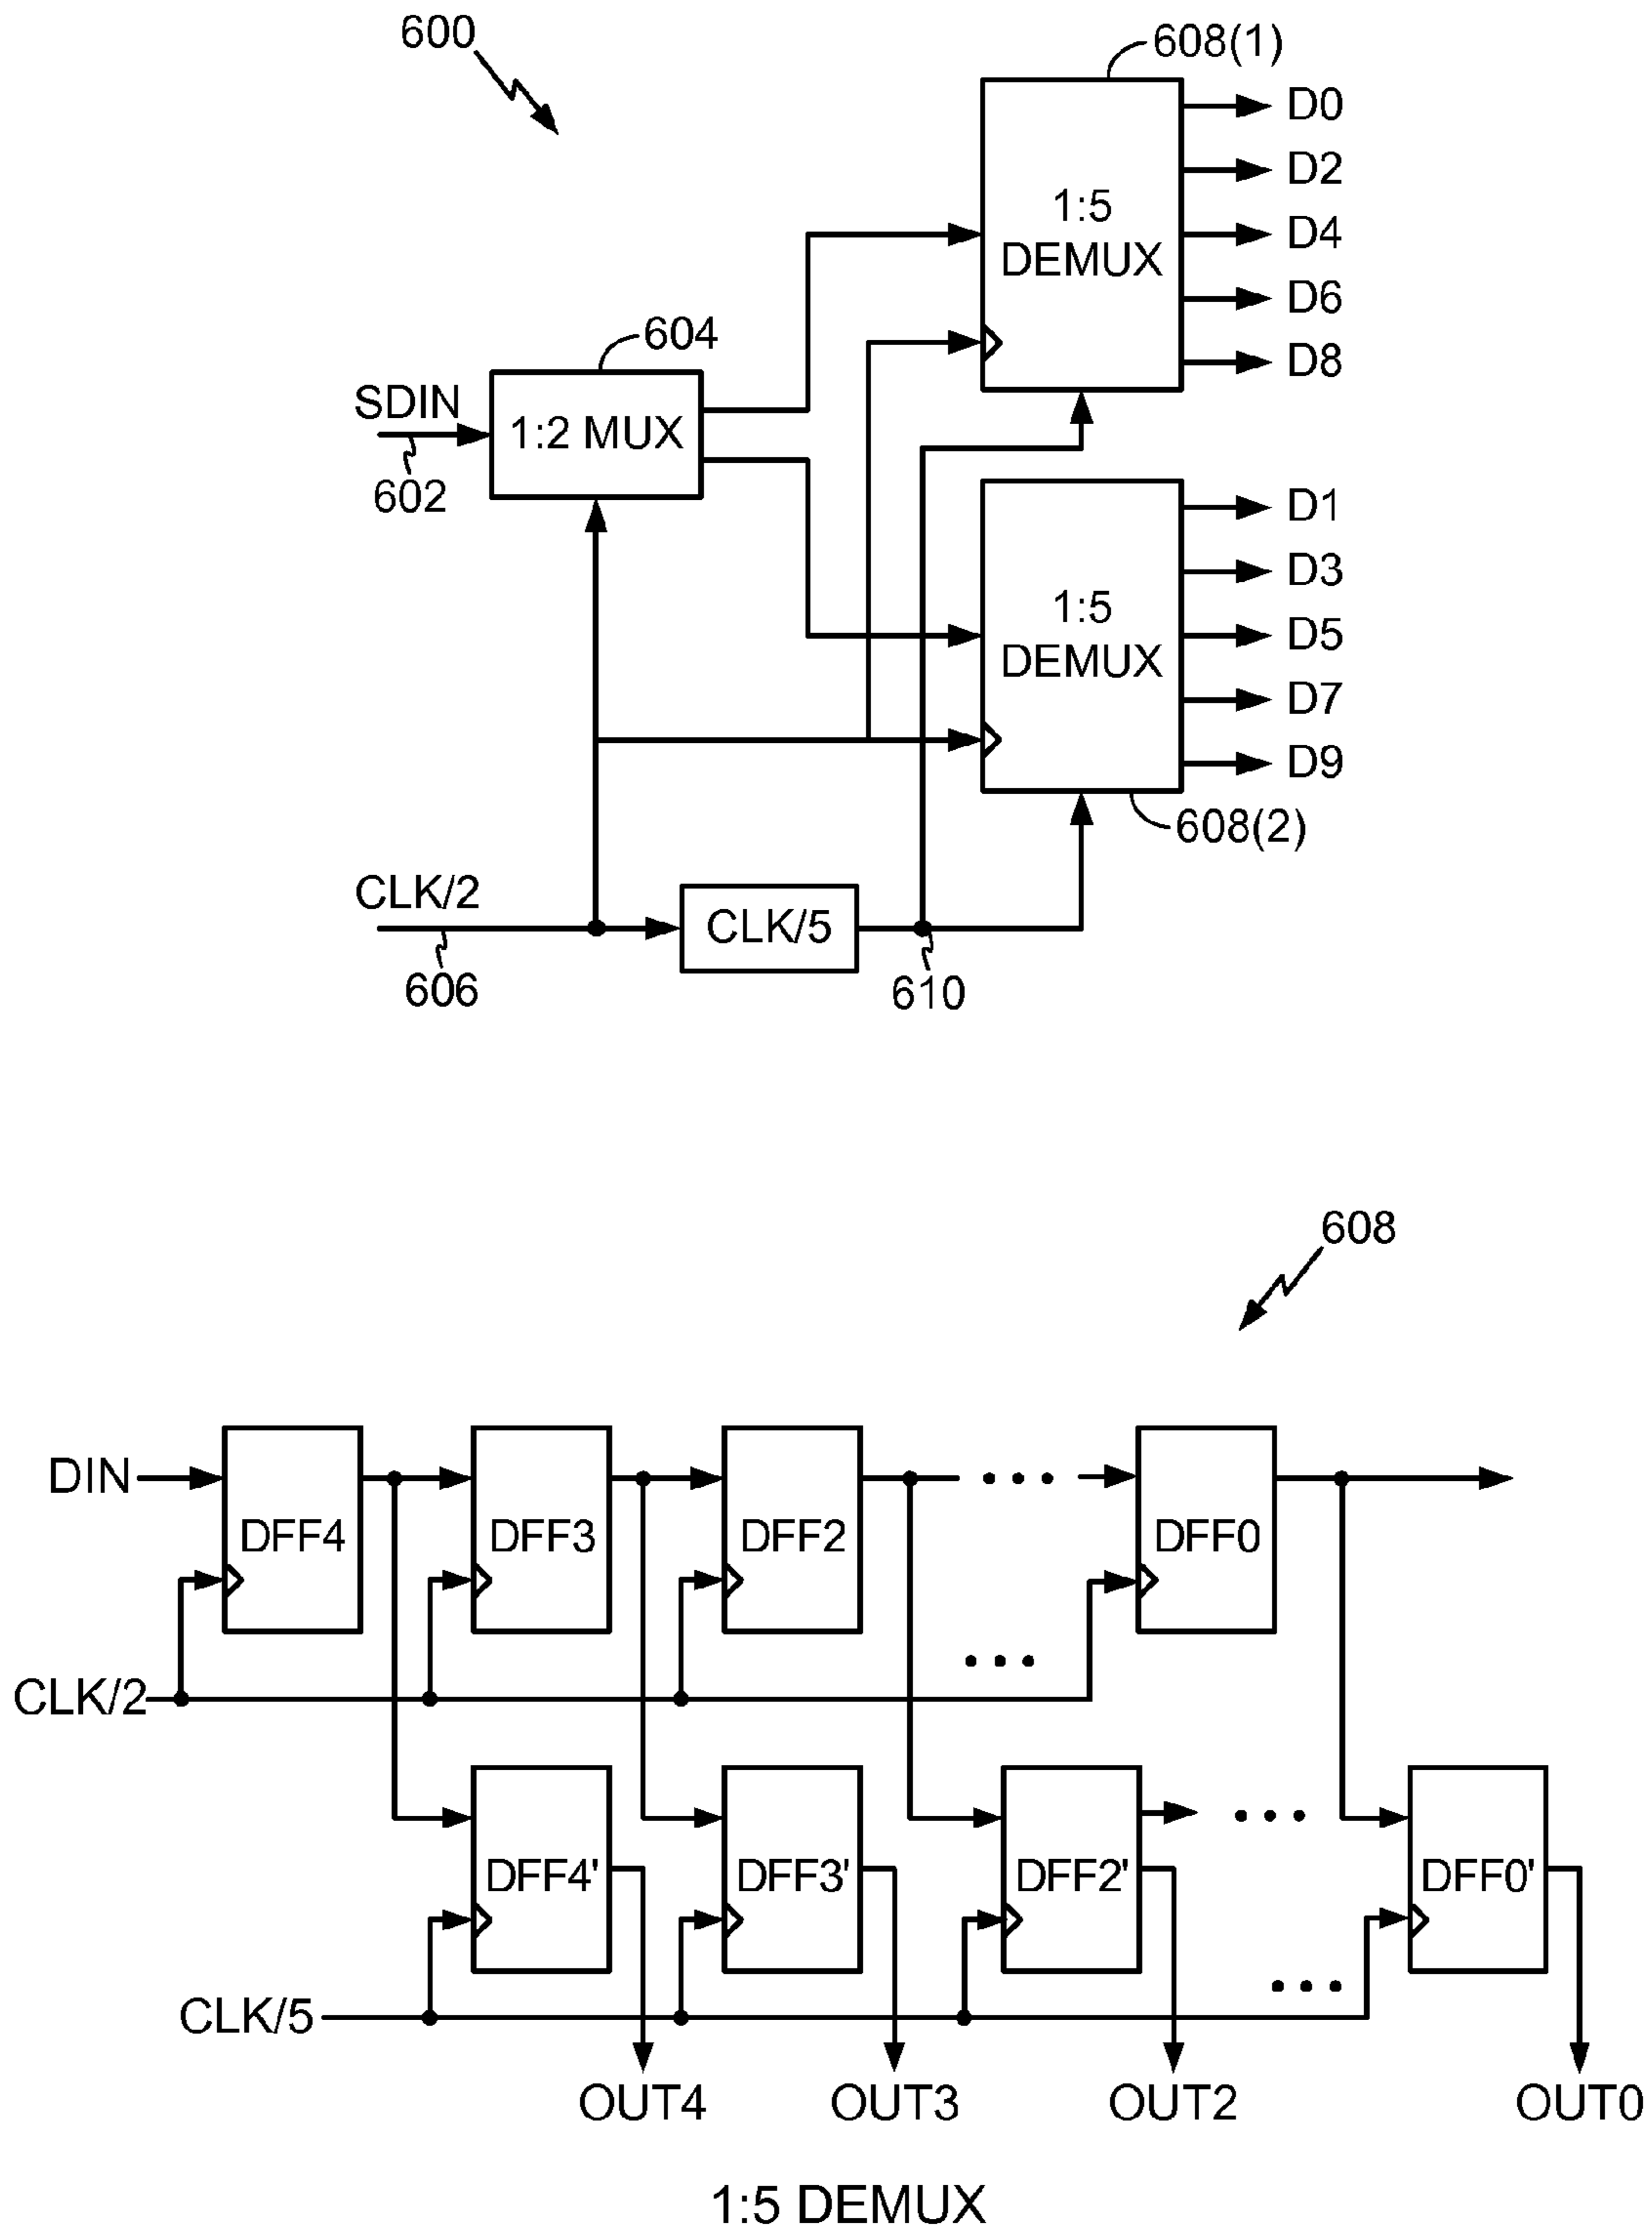 600
608(1)
D0
D2
1:5
DEMUX
D4
D6
D8
604
SDIN
1:2 MUX
602
D1
D3
1:5
DEMUX
D5
D7
D9
608(2)
CLK/2
CLK/5
606
610
608
DIN
DFF4
DFF3
DFF2
DFF0
CLK/2
DFF4'
DFF3'
DFF2'
DFF0'
CLK/5
OUT4
OUT3
OUT2
OUT0
1:5 DEMUX